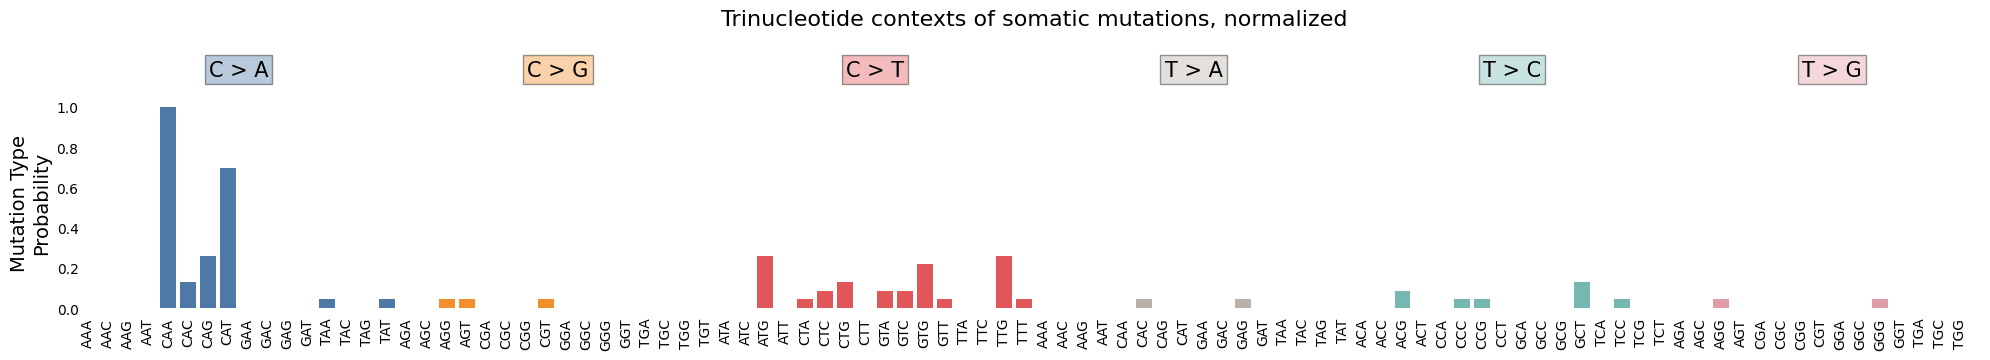 Trinucleotide contexts of somatic mutations, normalized
C > A
C > G
C > T
T > A
T > C
T > G
Mutation Type
Probability
1.0
0.8
0.6
0.4
0.2
0.0
AAA
AAC
AAG
AAT
CAA
CAC
CAG
CAT
GAA
GAC
GAG
GAT
TAA
TAC
TAG
TAT
AGA
AGC
AGG
AGT
CGA
CGC
CGG
CGT
GGA
GGC
GGG
GGT
TGA
TGC
TGG
TGT
ATA
ATC
ATG
ATT
CTA
CTC
CTG
CTT
GTA
GTC
GTG
GTT
TTA
TTC
TTG
TTT
AAA
AAC
AAG
AAT
CAA
CAC
CAG
CAT
GAA
GAC
GAG
GAT
TAA
TAC
TAG
TAT
ACA
ACC
ACG
ACT
CCA
CCC
CCG
CCT
GCA
GCC
GCG
GCT
TCA
TCC
TCG
TCT
AGA
AGC
AGG
AGT
CGA
CGC
CGG
CGT
GGA
GGC
GGG
GGT
TGA
TGC
TGG